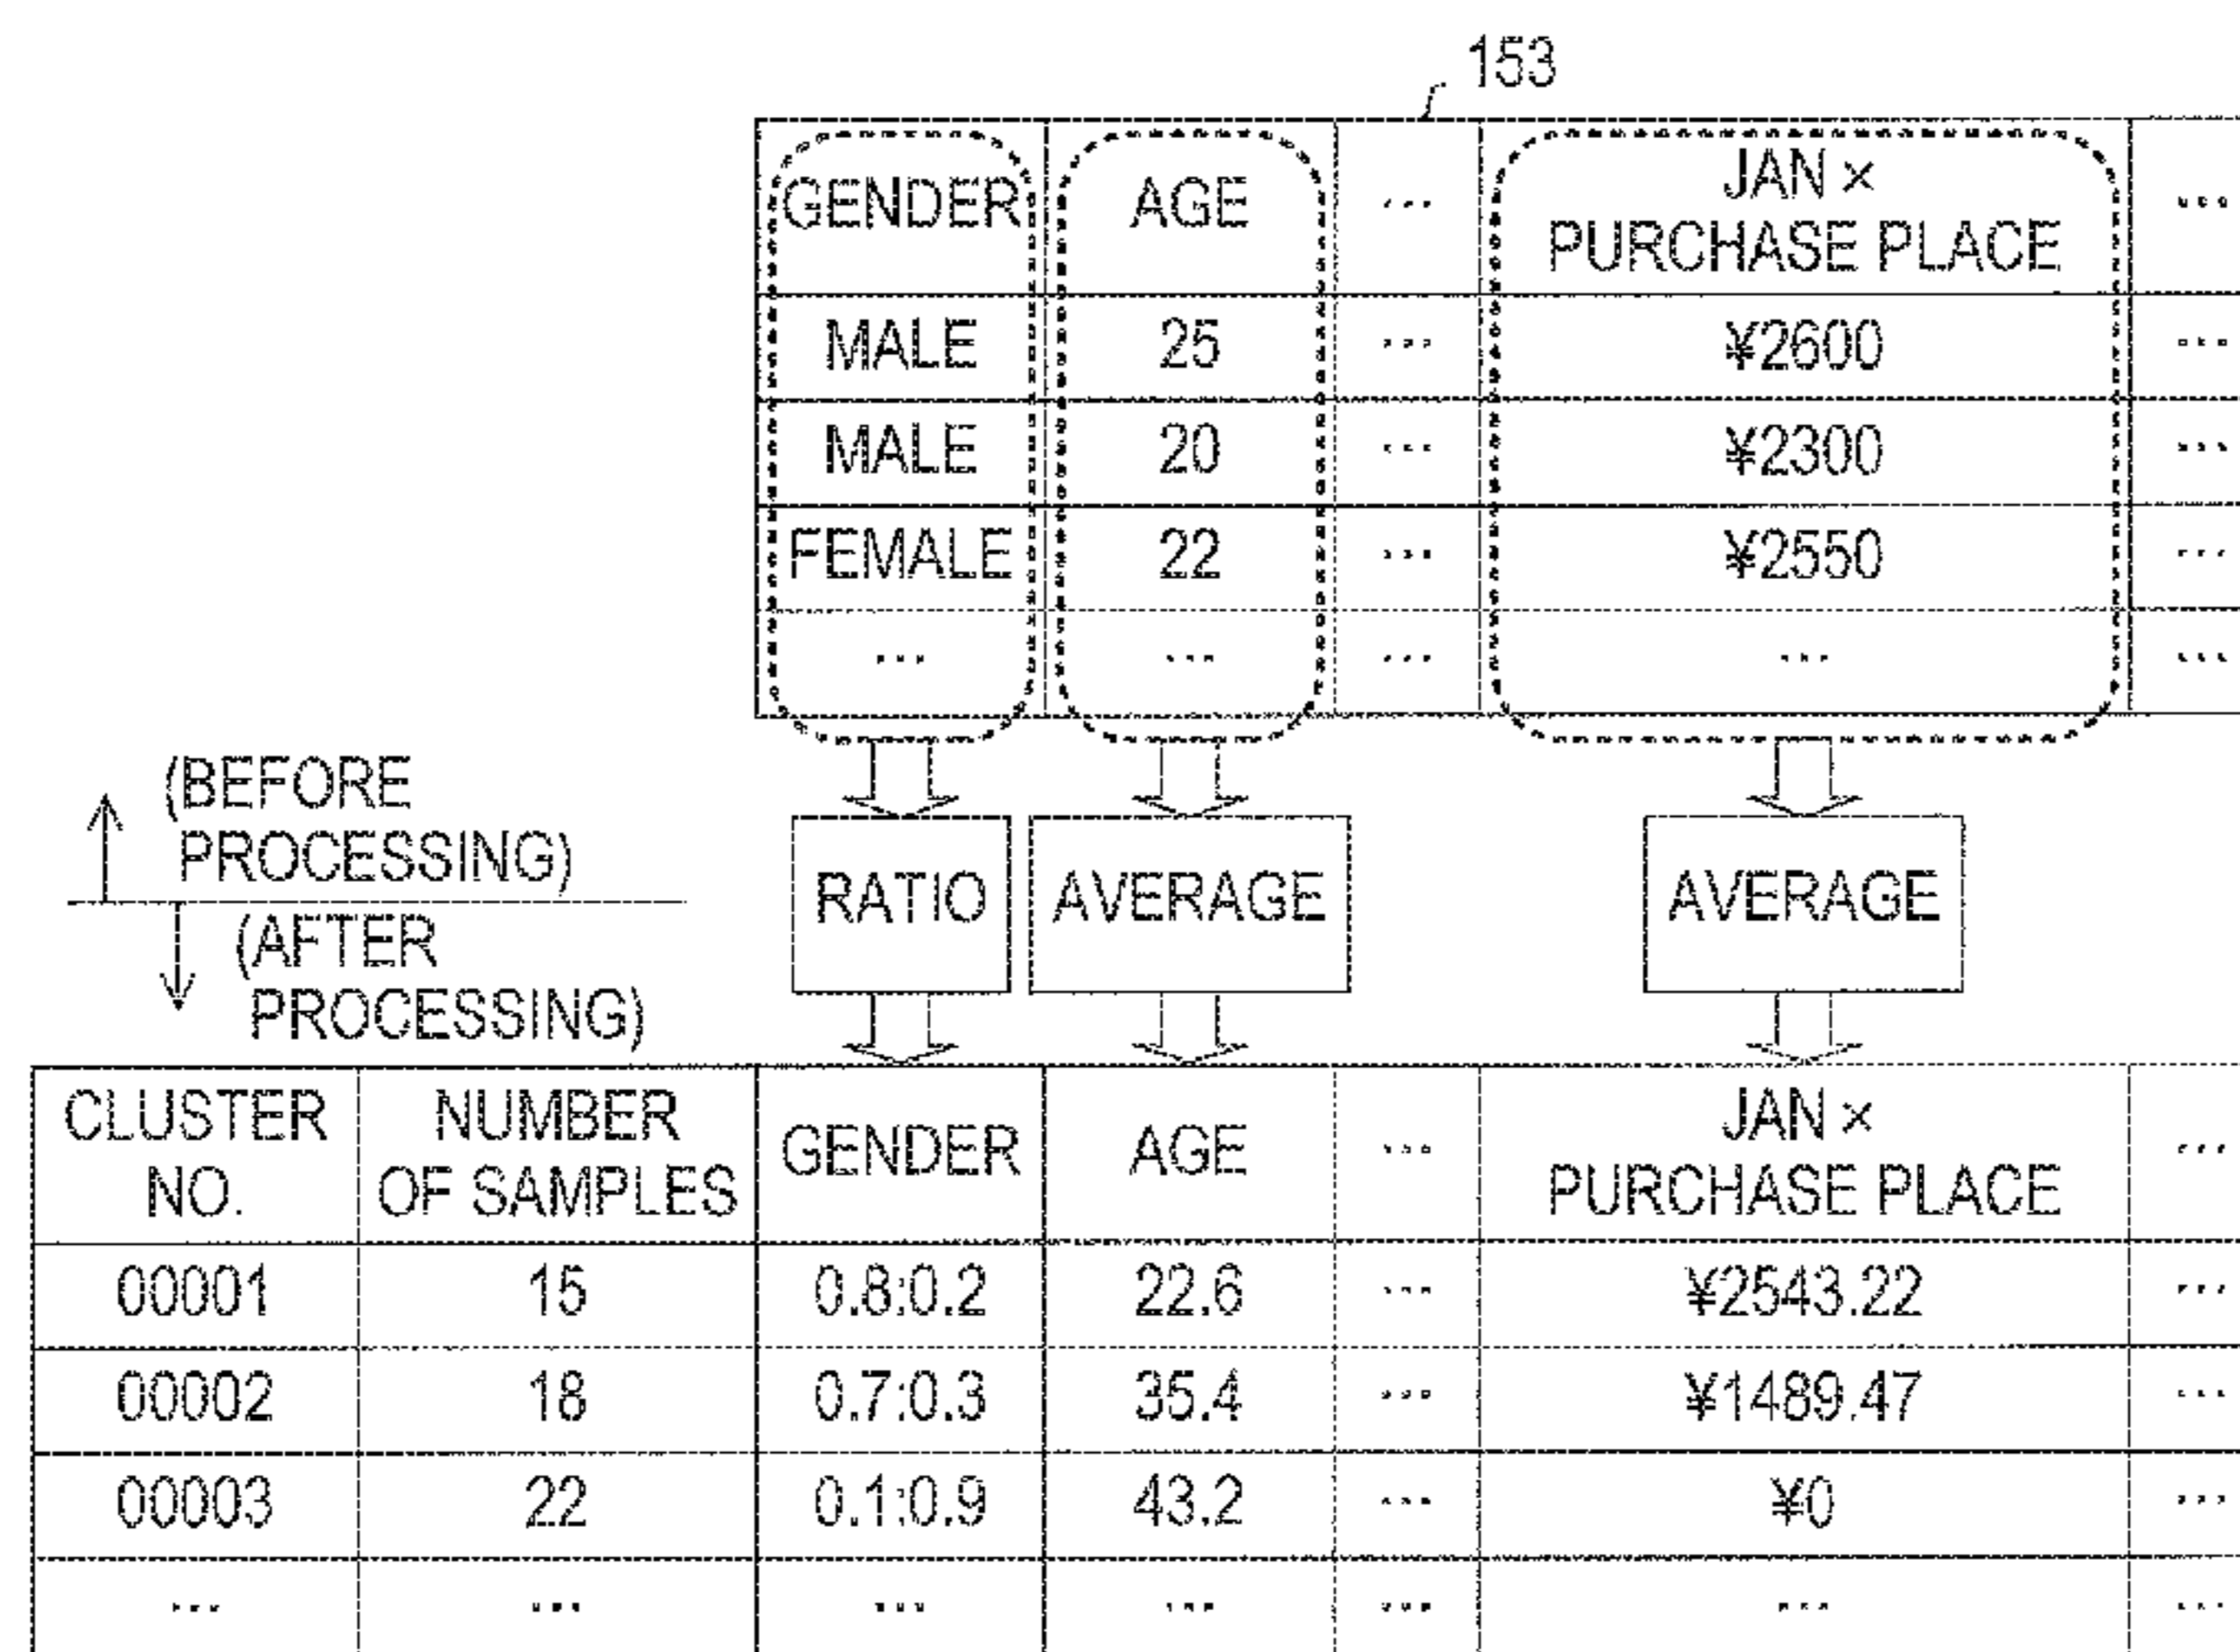 153
GENDER AGE ... JAN × ...
PURCHASE PLACE
MALE 25 ... ¥2600 ...
MALE 20 ... ¥2300 ...
FEMALE 22 ... ¥2550 ...
... ... ... ... ...
(BEFORE
PROCESSING)
RATIO AVERAGE AVERAGE
(AFTER
PROCESSING)
CLUSTER NUMBER GENDER AGE ... JAN × ...
NO. OF SAMPLES PURCHASE PLACE
00001 15 0.8:0.2 22.6 ... ¥2543.22 ...
00002 18 0.7:0.3 35.4 ... ¥1489.47 ...
00003 22 0.1:0.9 43.2 ... ¥0 ...
... ... ... ... ... ... ...